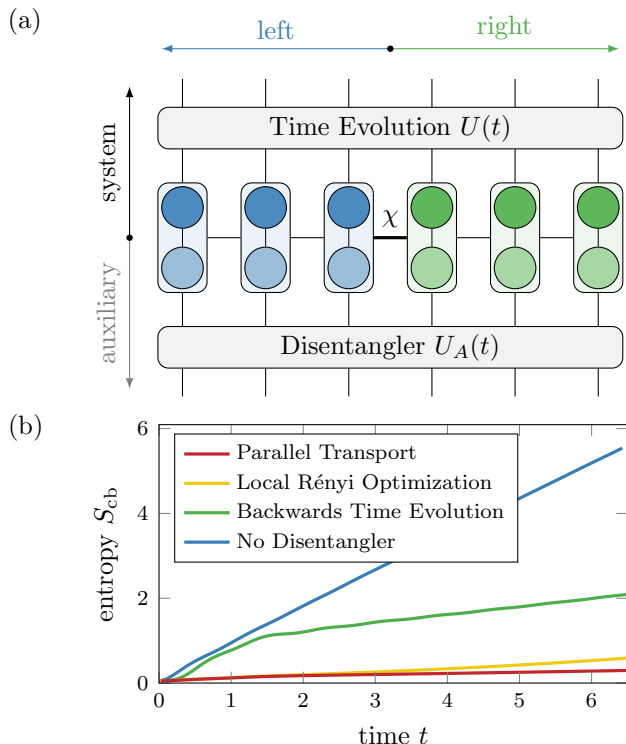 (a)
left right
system
auxiliary
Time Evolution U(t)
χ
Disentangler U_A(t)
(b)
entropy S_cb
6
4
2
0
Parallel Transport
Local Rényi Optimization
Backwards Time Evolution
No Disentangler
0 1 2 3 4 5 6
time t